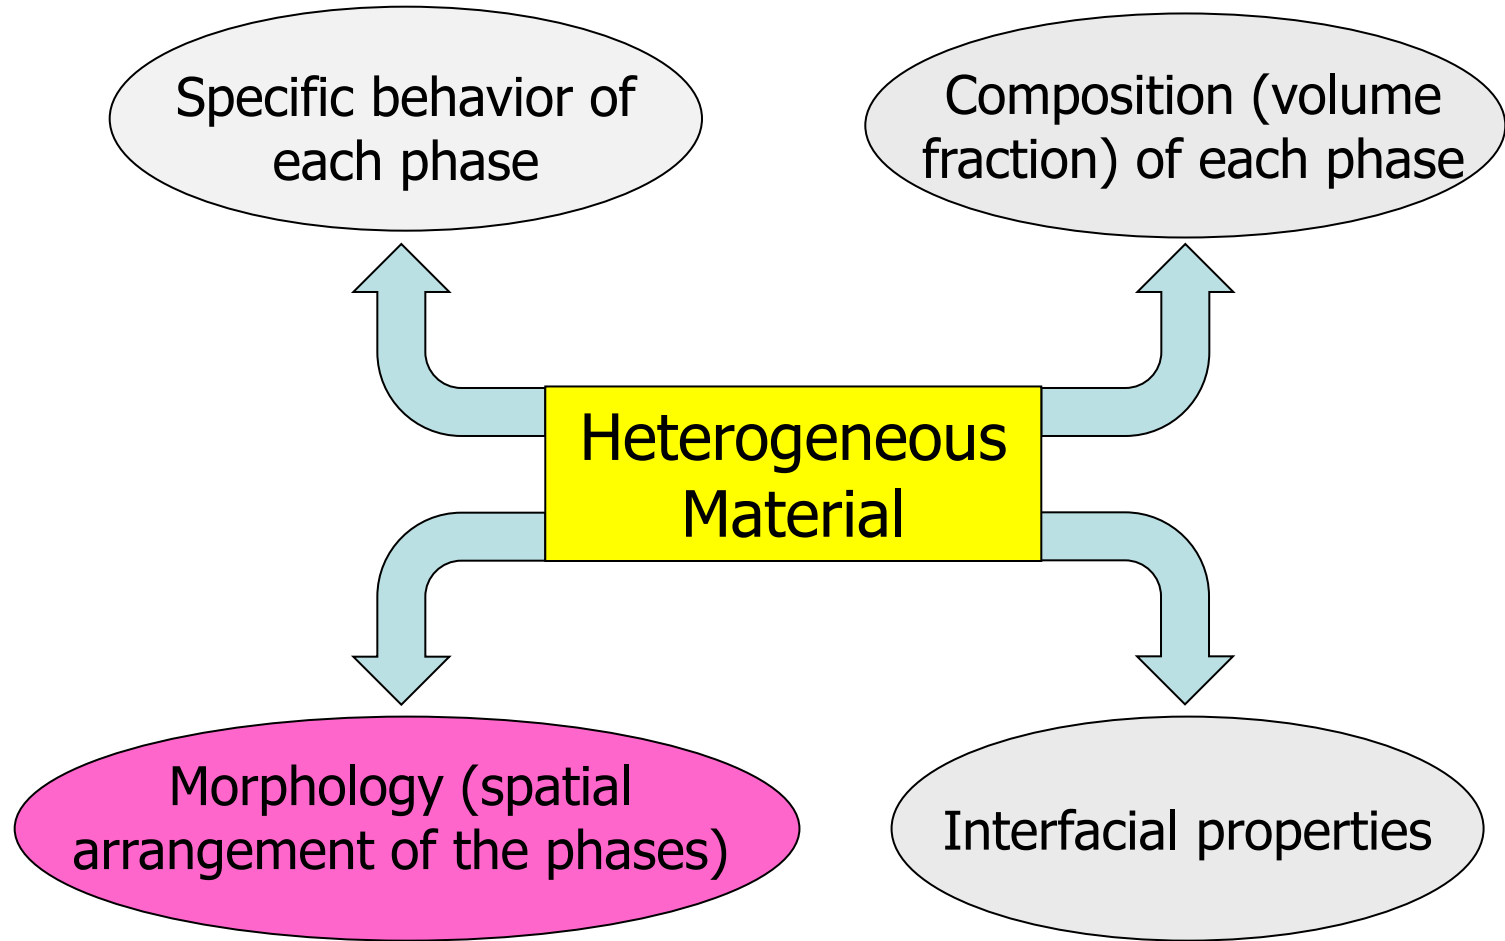 Specific behavior of
each phase
Composition (volume
fraction) of each phase
Heterogeneous
Material
Morphology (spatial
arrangement of the phases)
Interfacial properties